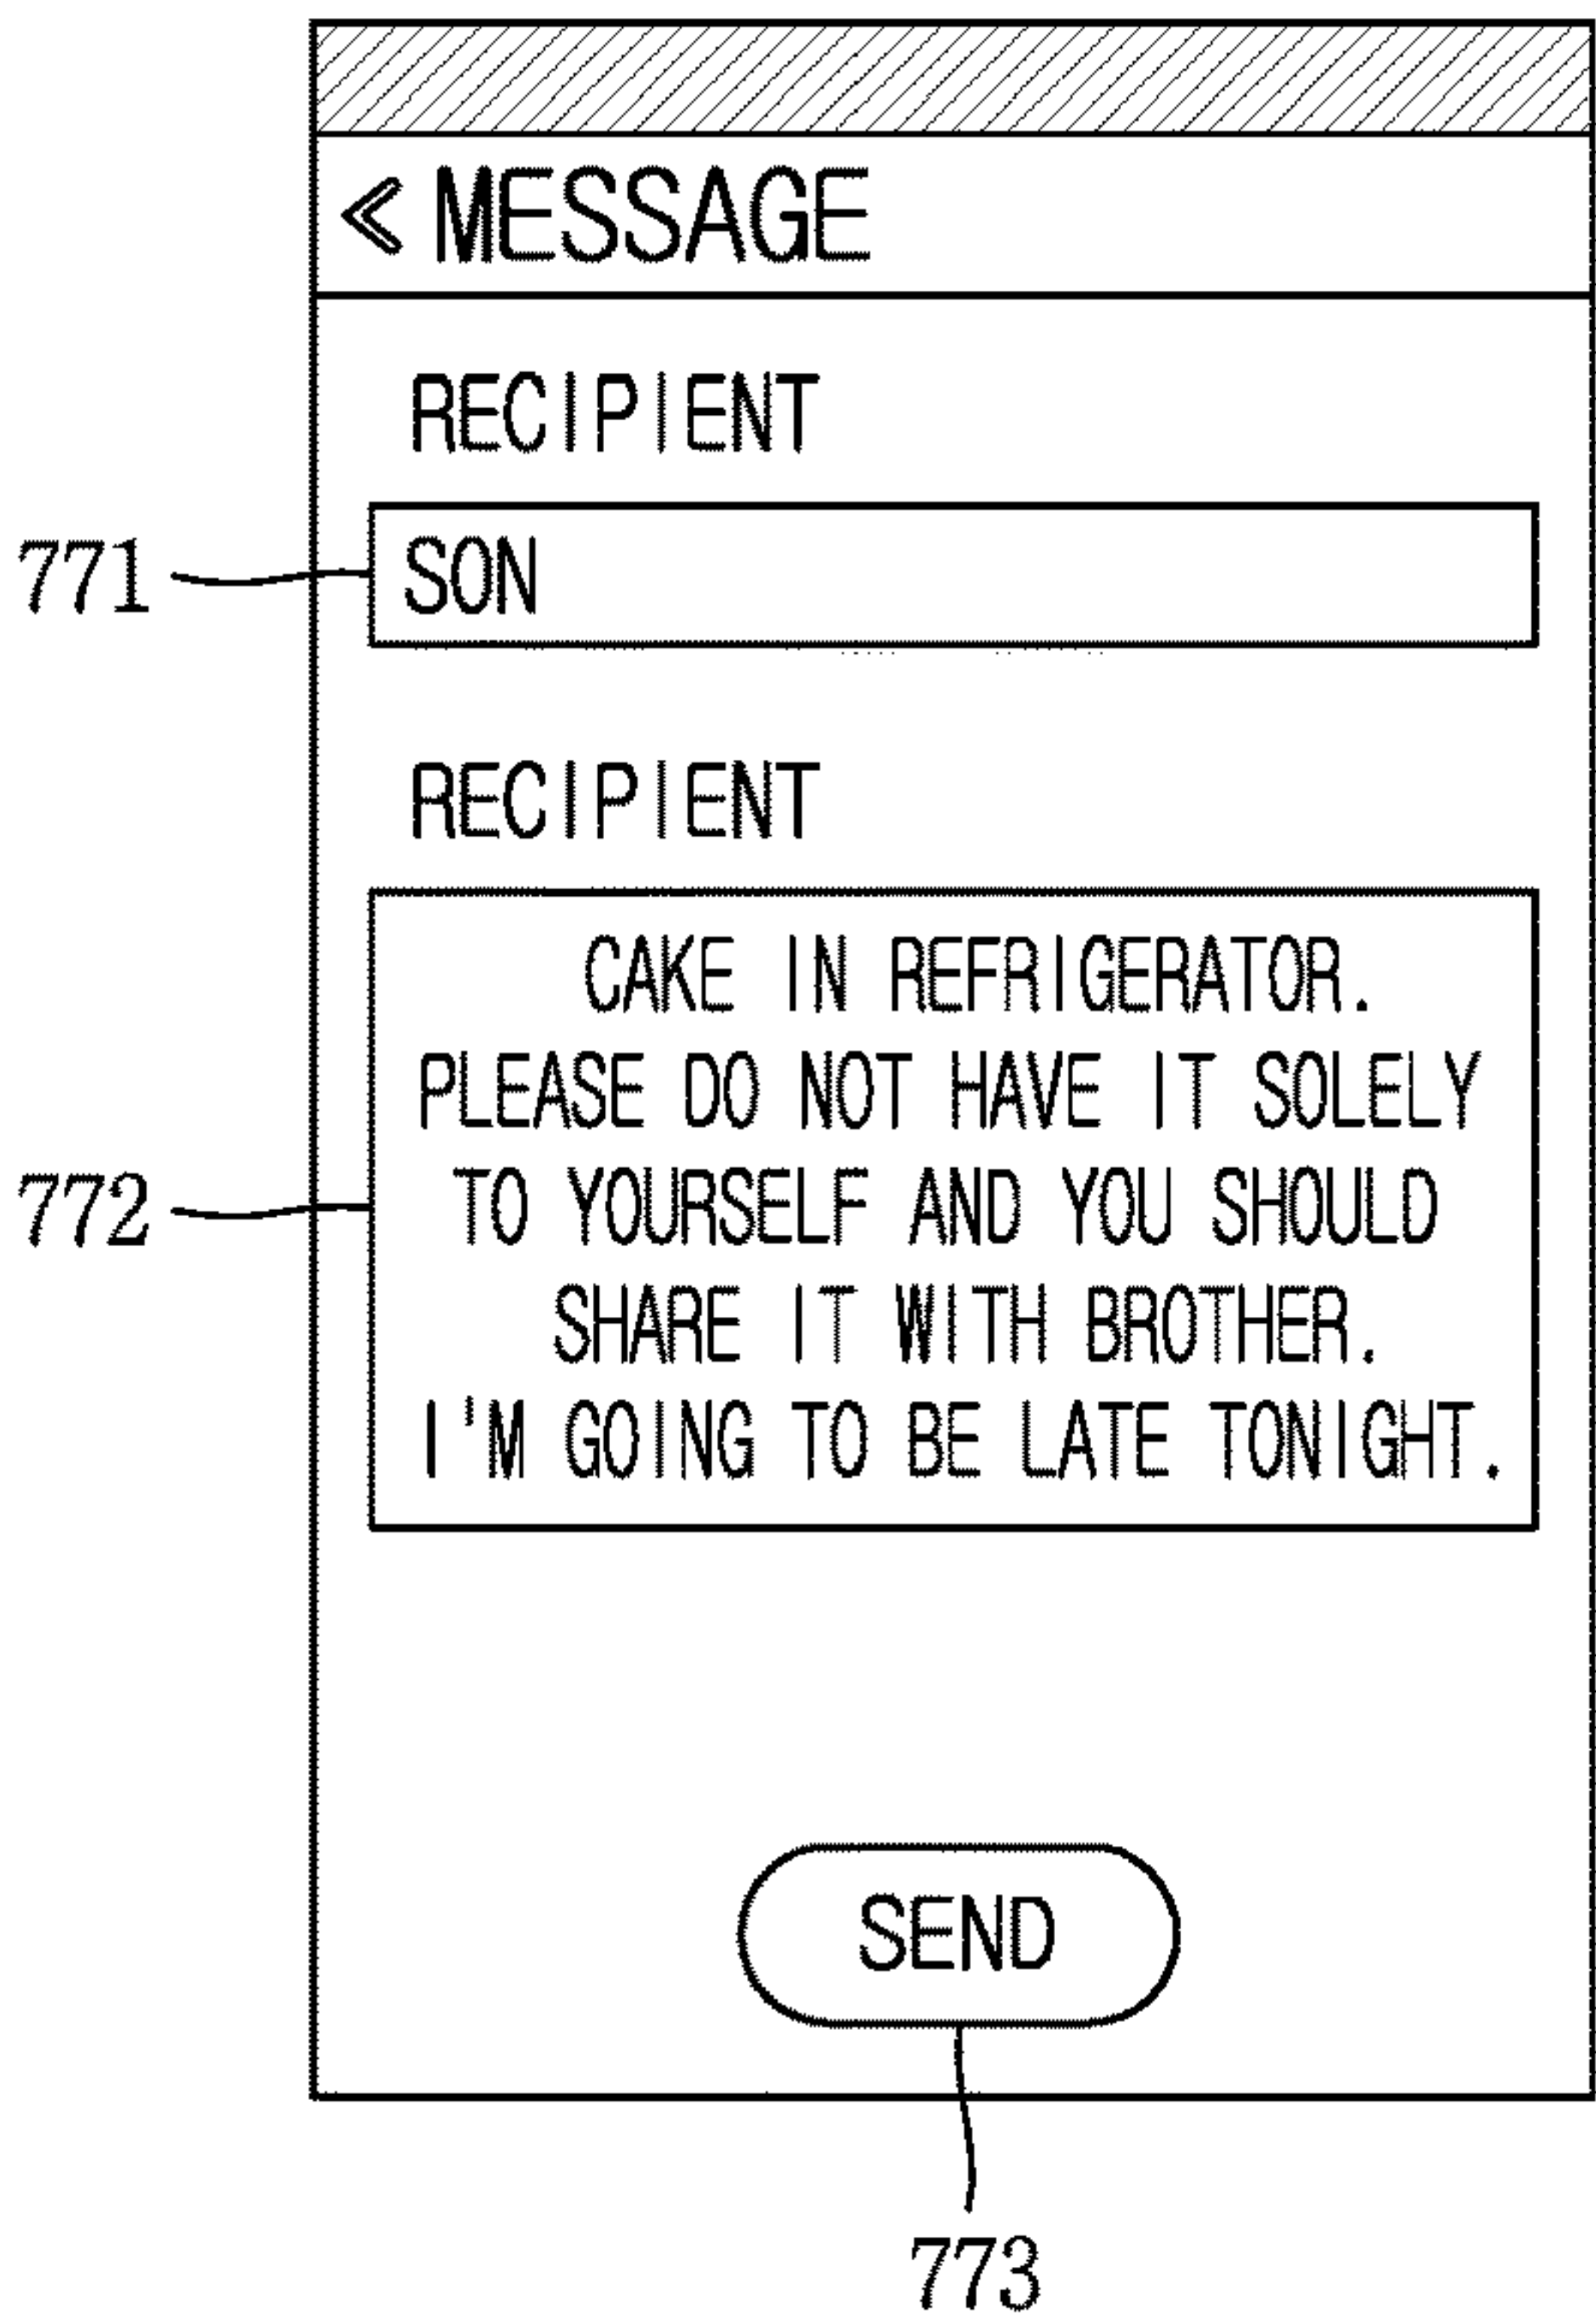 ≪ MESSAGE
RECIPIENT
771
SON
RECIPIENT
CAKE IN REFRIGERATOR.
PLEASE DO NOT HAVE IT SOLELY
772
TO YOURSELF AND YOU SHOULD
SHARE IT WITH BROTHER.
I'M GOING TO BE LATE TONIGHT.
SEND
773